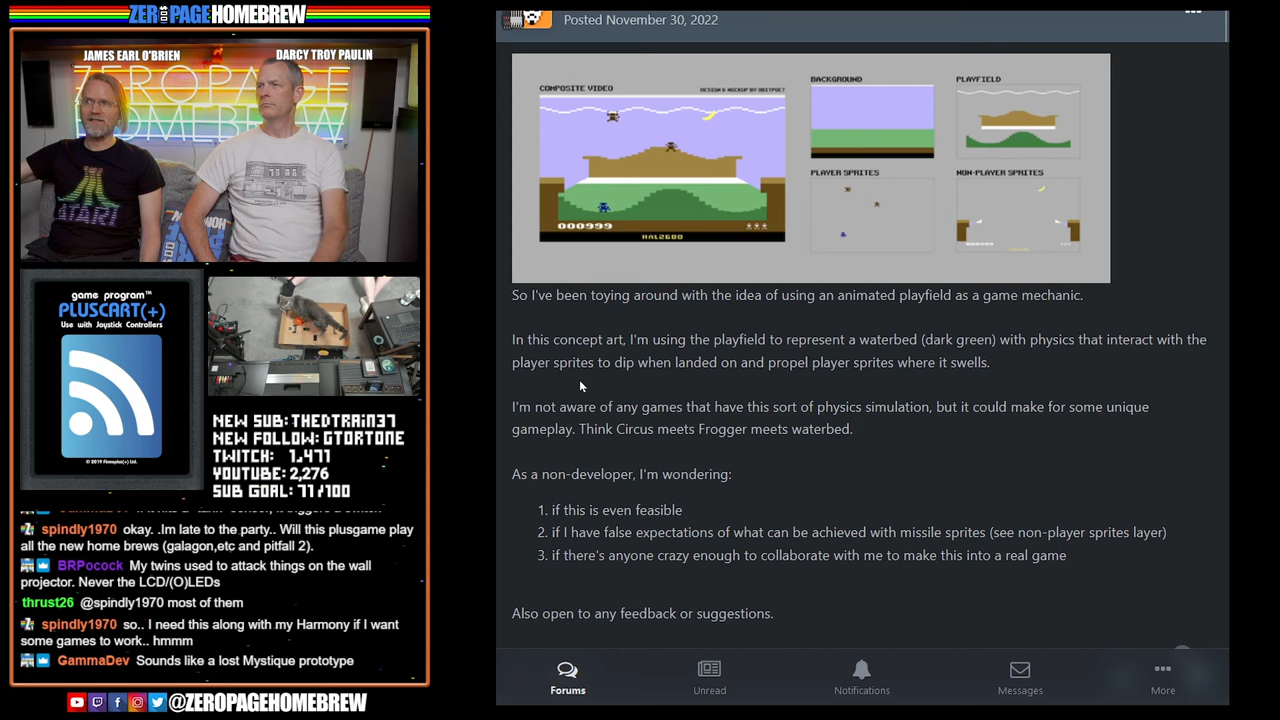 ZEROPAGEHOMEBREW
JAMES EARL O'BRIEN
DARCY TROY PAULIN
ZEROPAGE
HOMEBREW
ATARI
game program™
PLUSCART(+)
Use with Joystick Controllers
NEW SUB: THEDTRAIN37
NEW FOLLOW: GTORTONE
TWITCH: 1,471
YOUTUBE: 2,276
SUB GOAL: 71/100
spindly1970 okay. .Im late to the party.. Will this plusgame play
all the new home brews (galagon,etc and pitfall 2).
BRPocock My twins used to attack things on the wall
projector. Never the LCD/(O)LEDs
thrust26 @spindly1970 most of them
spindly1970 so.. I need this along with my Harmony if I want
some games to work.. hmmm
GammaDev Sounds like a lost Mystique prototype
@ZEROPAGEHOMEBREW
Posted November 30, 2022
COMPOSITE VIDEO
BACKGROUND
PLAYFIELD
PLAYER SPRITES
NON-PLAYER SPRITES
000999
HAL2600
So I've been toying around with the idea of using an animated playfield as a game mechanic.
In this concept art, I'm using the playfield to represent a waterbed (dark green) with physics that interact with the
player sprites to dip when landed on and propel player sprites where it swells.
I'm not aware of any games that have this sort of physics simulation, but it could make for some unique
gameplay. Think Circus meets Frogger meets waterbed.
As a non-developer, I'm wondering:
1. if this is even feasible
2. if I have false expectations of what can be achieved with missile sprites (see non-player sprites layer)
3. if there's anyone crazy enough to collaborate with me to make this into a real game
Also open to any feedback or suggestions.
Forums
Unread
Notifications
Messages
More